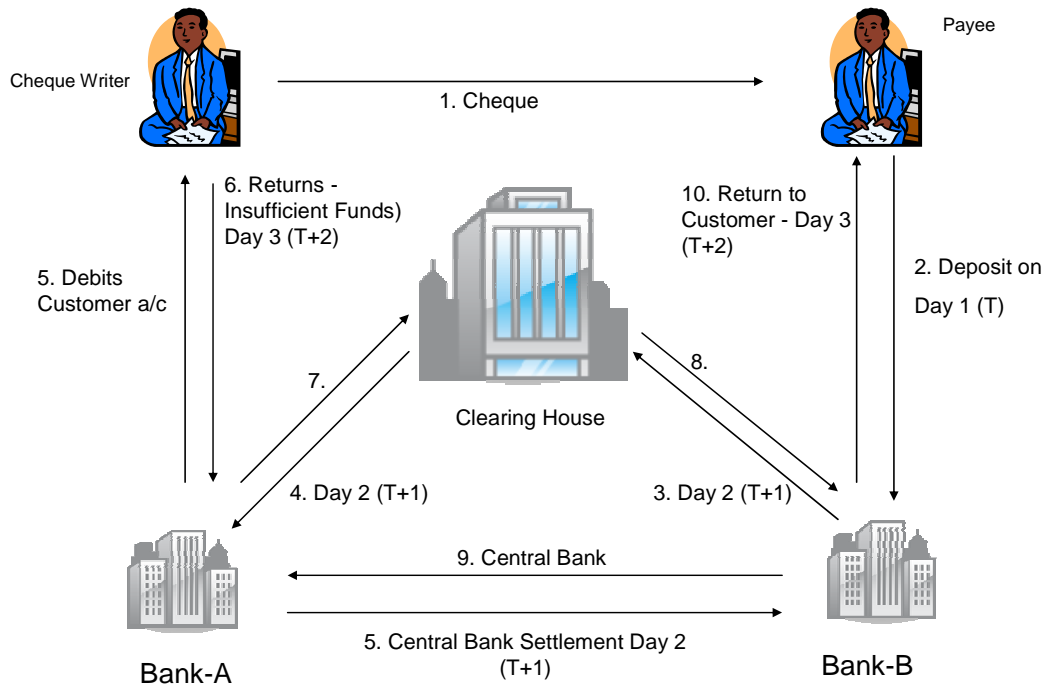 Payee
Cheque Writer
1. Cheque
6. Returns -
Insufficient Funds)
Day 3 (T+2)
10. Return to
Customer - Day 3
(T+2)
5. Debits
Customer a/c
2. Deposit on
Day 1 (T)
7.
8.
Clearing House
4. Day 2 (T+1)
3. Day 2 (T+1)
9. Central Bank
5. Central Bank Settlement Day 2
(T+1)
Bank-A
Bank-B